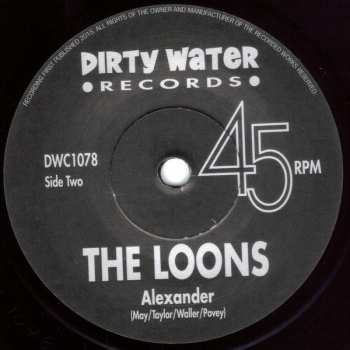 RECORDING FIRST PUBLISHED 2015. ALL RIGHTS OF THE OWNER AND MANUFACTURER OF THE RECORDED WORKS RESERVED.
DIRTY WATER
• RECORDS •
DWC1078
Side Two
45 RPM
THE LOONS
Alexander
(May/Taylor/Waller/Povey)